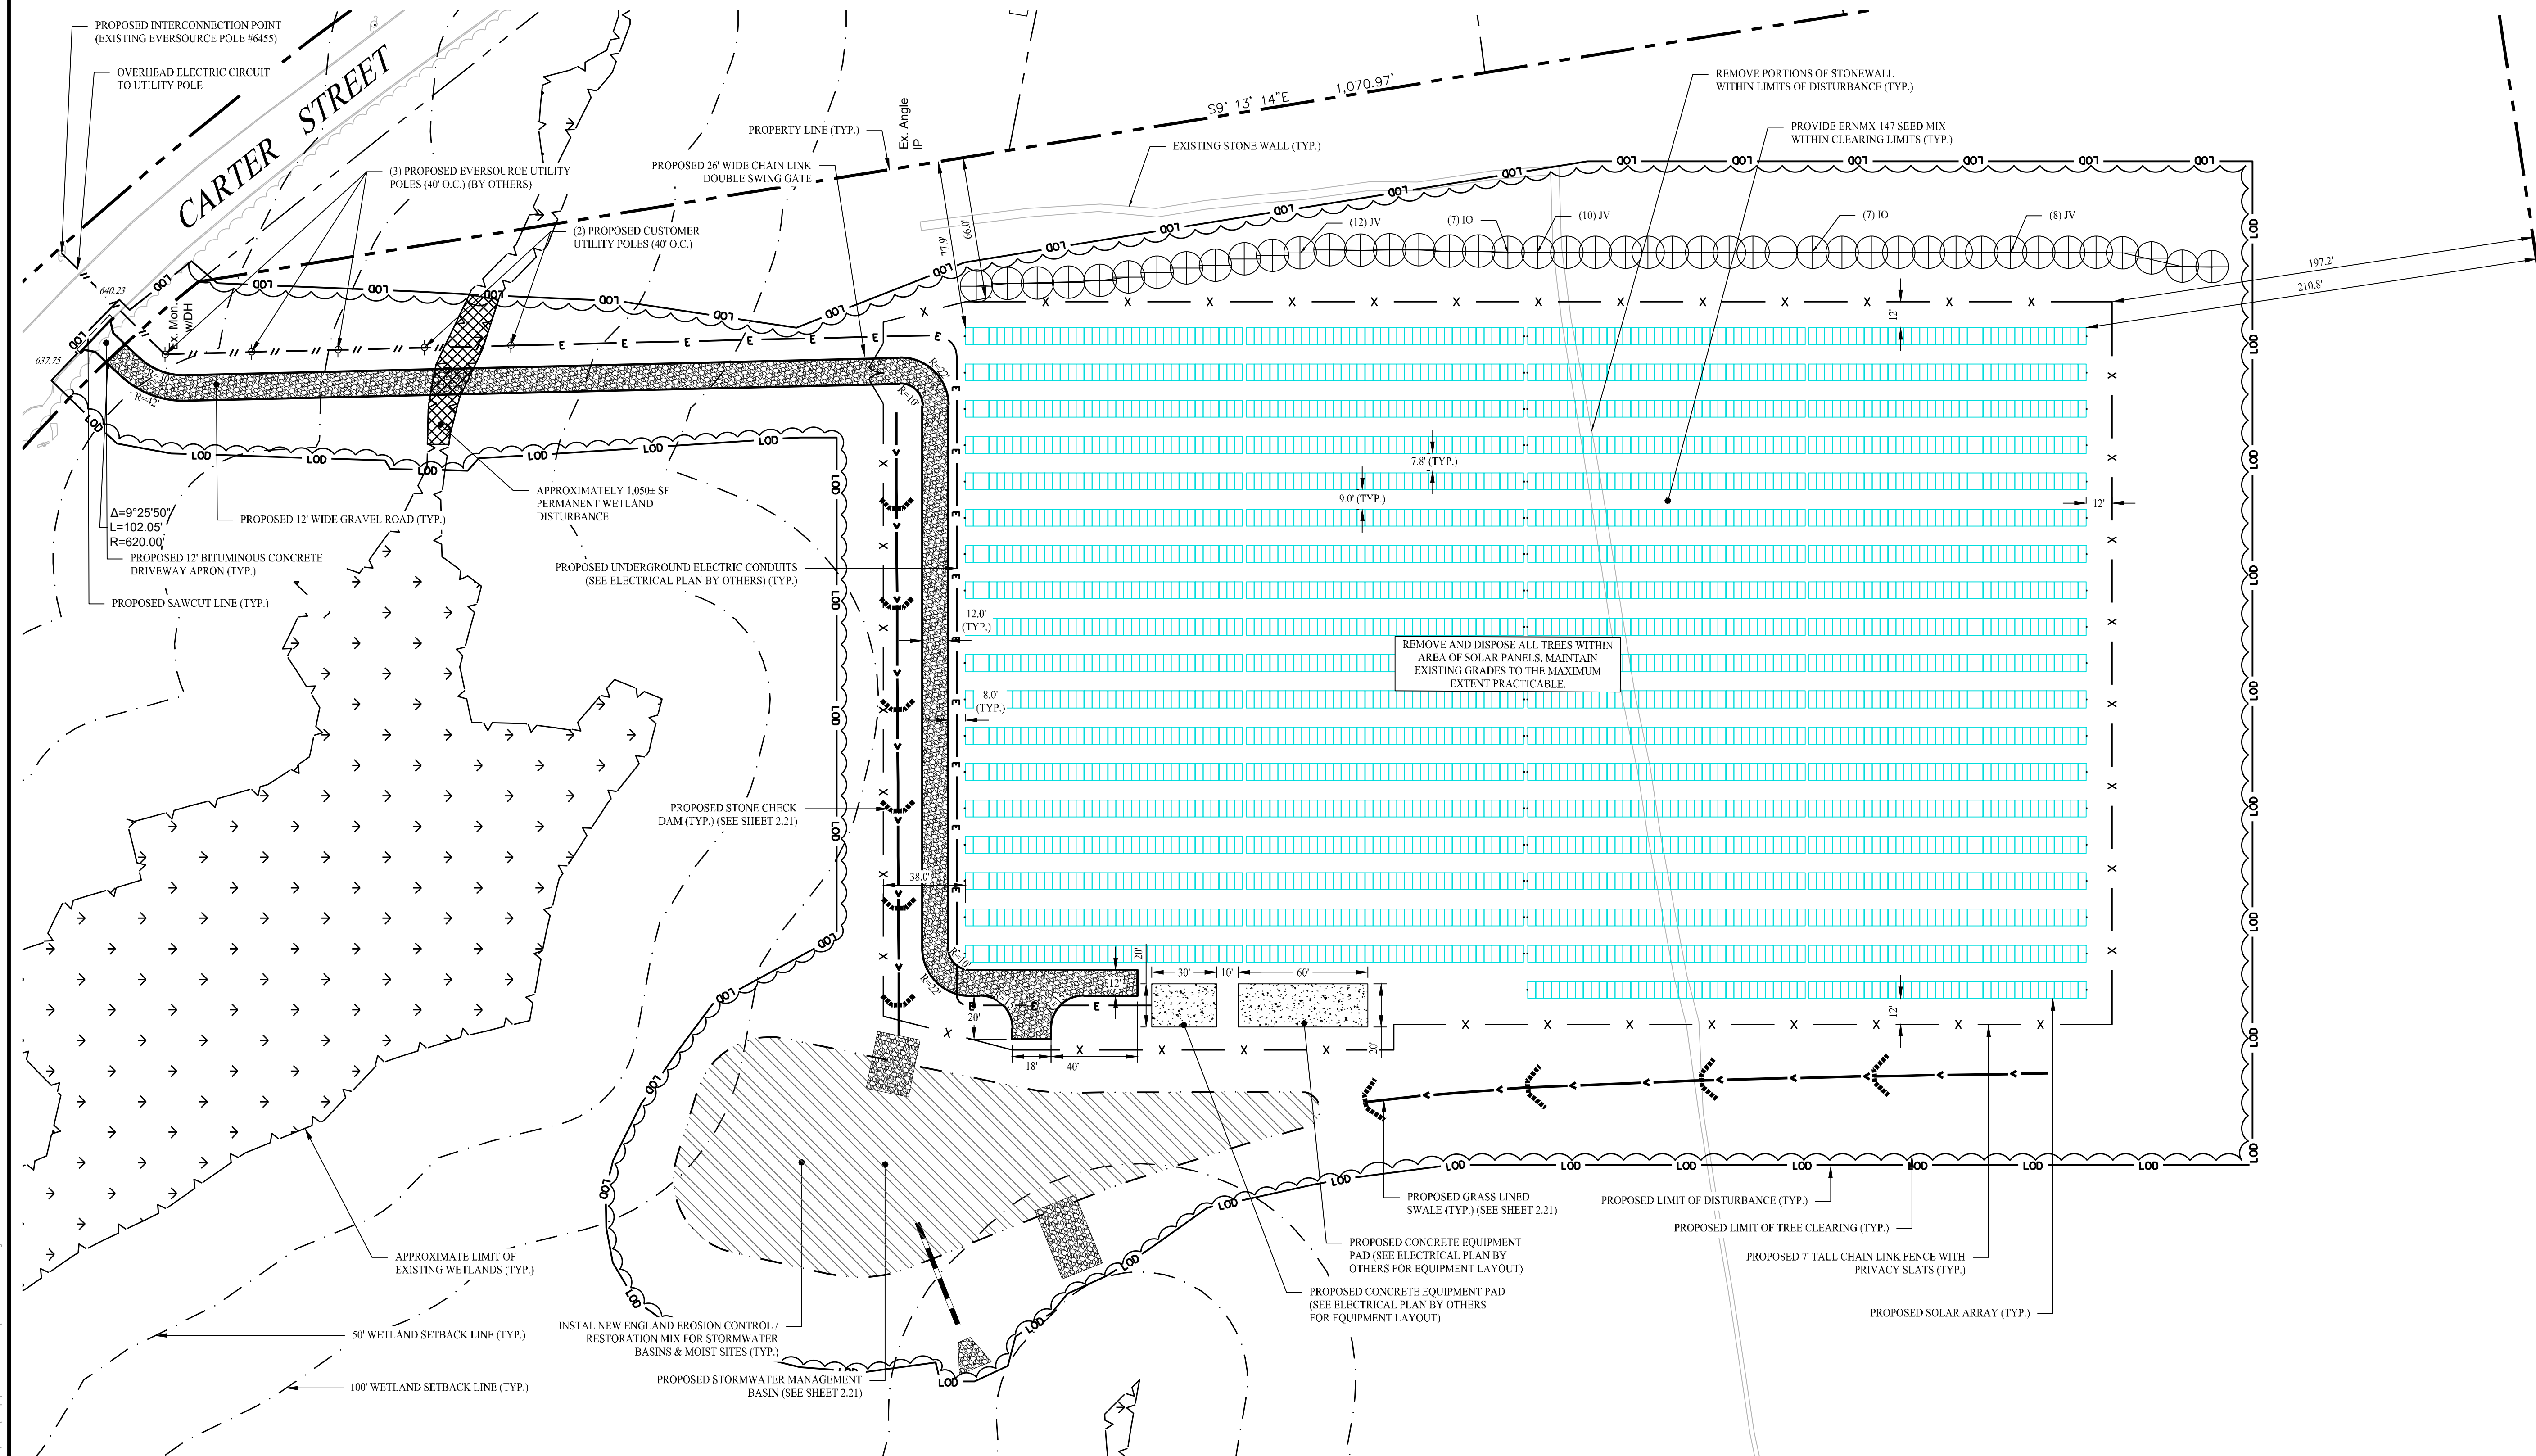 PROPOSED INTERCONNECTION POINT
(EXISTING EVERSOURCE POLE #6455)
OVERHEAD ELECTRIC CIRCUIT
TO UTILITY POLE
CARTER STREET
(3) PROPOSED EVERSOURCE UTILITY
POLES (40' O.C.) (BY OTHERS)
(2) PROPOSED CUSTOMER
UTILITY POLES (40' O.C.)
PROPERTY LINE (TYP.)
Ex. Angle
IP
PROPOSED 26' WIDE CHAIN LINK
DOUBLE SWING GATE
S9° 13' 14"E
1,070.97'
EXISTING STONE WALL (TYP.)
REMOVE PORTIONS OF STONEWALL
WITHIN LIMITS OF DISTURBANCE (TYP.)
PROVIDE ERNMX-147 SEED MIX
WITHIN CLEARING LIMITS (TYP.)
77.9'
66.0'
(12) JV
(7) IO
(10) JV
(7) IO
(8) JV
197.2'
210.8'
12'
640.23
637.75
Ex. Mon.
w/DH
R=30'
R=42'
R=22'
R=10'
Δ=9°25'50"
L=102.05'
R=620.00'
PROPOSED 12' WIDE GRAVEL ROAD (TYP.)
PROPOSED 12' BITUMINOUS CONCRETE
DRIVEWAY APRON (TYP.)
PROPOSED SAWCUT LINE (TYP.)
APPROXIMATELY 1,050± SF
PERMANENT WETLAND
DISTURBANCE
PROPOSED UNDERGROUND ELECTRIC CONDUITS
(SEE ELECTRICAL PLAN BY OTHERS) (TYP.)
7.8' (TYP.)
9.0' (TYP.)
12'
12.0'
(TYP.)
REMOVE AND DISPOSE ALL TREES WITHIN
AREA OF SOLAR PANELS. MAINTAIN
EXISTING GRADES TO THE MAXIMUM
EXTENT PRACTICABLE.
8.0'
(TYP.)
PROPOSED STONE CHECK
DAM (TYP.) (SEE SHEET 2.21)
38.0'
R=10'
R=22'
20'
12'
20'
30'
10'
60'
20'
12'
18'
40'
PROPOSED GRASS LINED
SWALE (TYP.) (SEE SHEET 2.21)
PROPOSED LIMIT OF DISTURBANCE (TYP.)
PROPOSED LIMIT OF TREE CLEARING (TYP.)
PROPOSED CONCRETE EQUIPMENT
PAD (SEE ELECTRICAL PLAN BY
OTHERS FOR EQUIPMENT LAYOUT)
PROPOSED 7' TALL CHAIN LINK FENCE WITH
PRIVACY SLATS (TYP.)
PROPOSED CONCRETE EQUIPMENT PAD
(SEE ELECTRICAL PLAN BY OTHERS
FOR EQUIPMENT LAYOUT)
PROPOSED SOLAR ARRAY (TYP.)
APPROXIMATE LIMIT OF
EXISTING WETLANDS (TYP.)
50' WETLAND SETBACK LINE (TYP.)
INSTAL NEW ENGLAND EROSION CONTROL /
RESTORATION MIX FOR STORMWATER
BASINS & MOIST SITES (TYP.)
100' WETLAND SETBACK LINE (TYP.)
PROPOSED STORMWATER MANAGEMENT
BASIN (SEE SHEET 2.21)
LOD